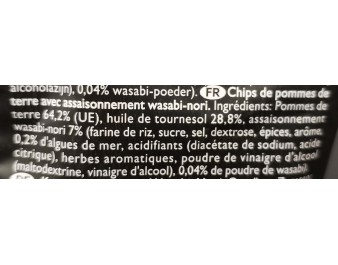 alcoholazijn), 0,04% wasabi-poeder). FR Chips de pommes de
terre avec assaisonnement wasabi-nori. Ingrédients: Pommes de
terre 64,2% (UE), huile de tournesol 28,8%, assaisonnement
wasabi-nori 7% (farine de riz, sucre, sel, dextrose, épices, arôme,
0,2% d'algues de mer, acidifiants (diacétate de sodium, acide
citrique), herbes aromatiques, poudre de vinaigre d'alcool
(maltodextrine, vinaigre d'alcool), 0,04% de poudre de wasabi).